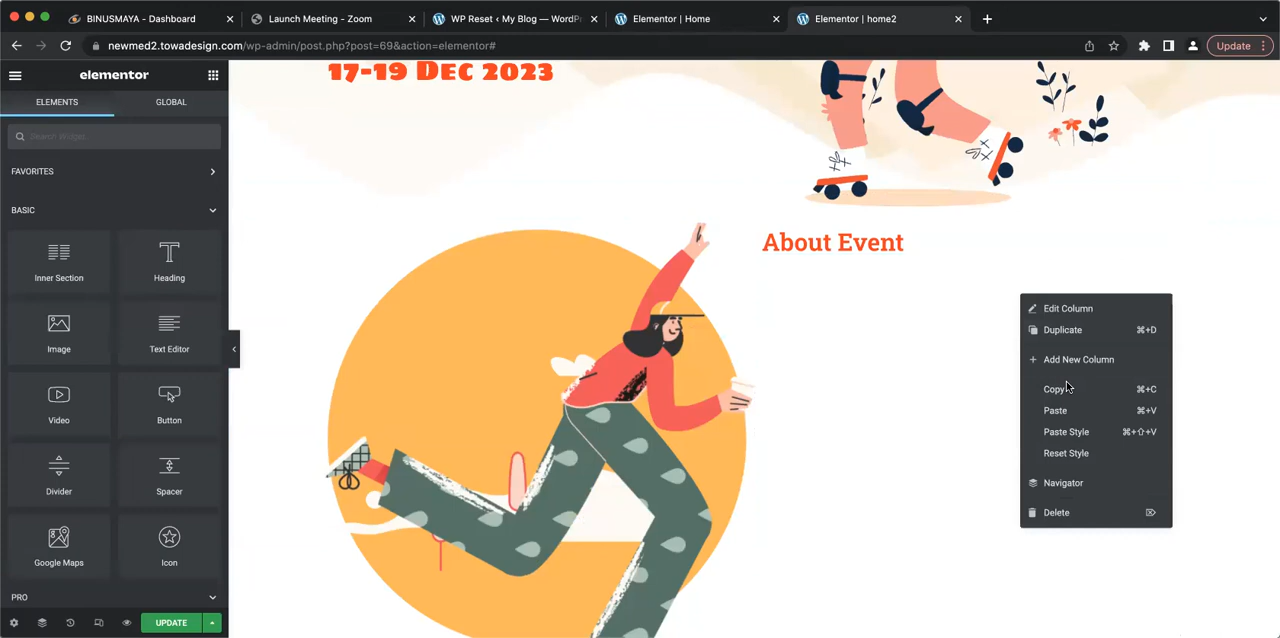 BINUSMAYA - Dashboard
Launch Meeting - Zoom
WP Reset ‹ My Blog — WordPr
Elementor | Home
Elementor | home2
newmed2.towadesign.com/wp-admin/post.php?post=69&action=elementor#
Update
elementor
ELEMENTS
GLOBAL
Search Widget...
FAVORITES
BASIC
Inner Section
Heading
Image
Text Editor
Video
Button
Divider
Spacer
Google Maps
Icon
PRO
UPDATE
17-19 DEC 2023
About Event
Edit Column
Duplicate ⌘+D
Add New Column
Copy ⌘+C
Paste ⌘+V
Paste Style ⌘+⇧+V
Reset Style
Navigator
Delete ⌦